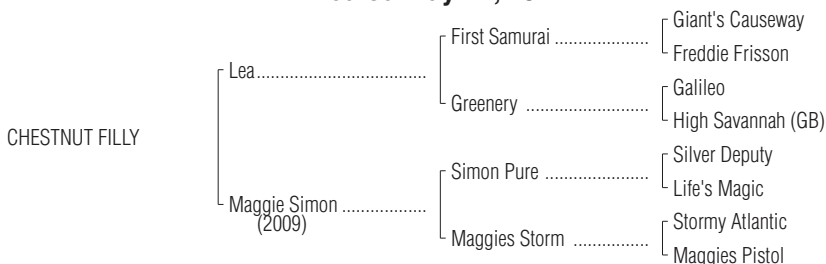 Giant's Causeway
First Samurai ....................
Freddie Frisson
Lea....................................
Galileo
Greenery ..........................
High Savannah (GB)
CHESTNUT FILLY
Silver Deputy
Simon Pure ......................
Life's Magic
Maggie Simon ..................
(2009)
Stormy Atlantic
Maggies Storm ................
Maggies Pistol